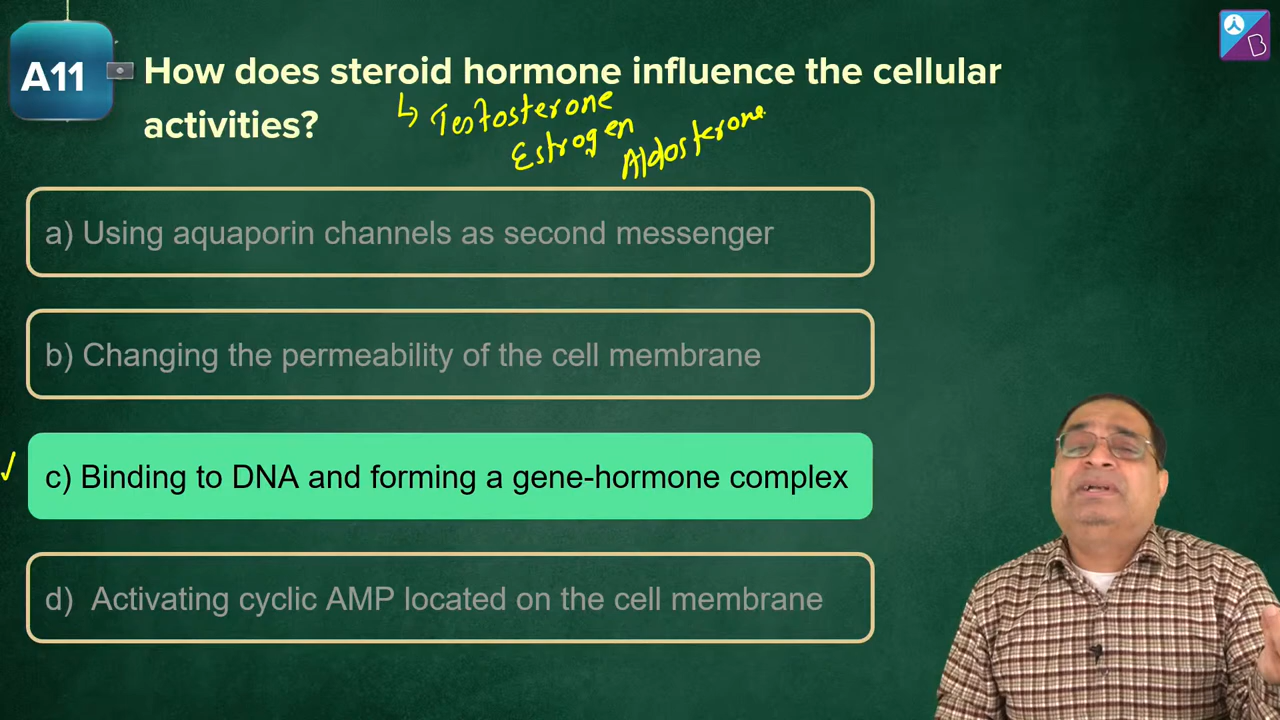 A11
How does steroid hormone influence the cellular
activities?
↳ Testosterone
Estrogen
Aldosterone
a) Using aquaporin channels as second messenger
b) Changing the permeability of the cell membrane
✓ c) Binding to DNA and forming a gene-hormone complex
d) Activating cyclic AMP located on the cell membrane
B